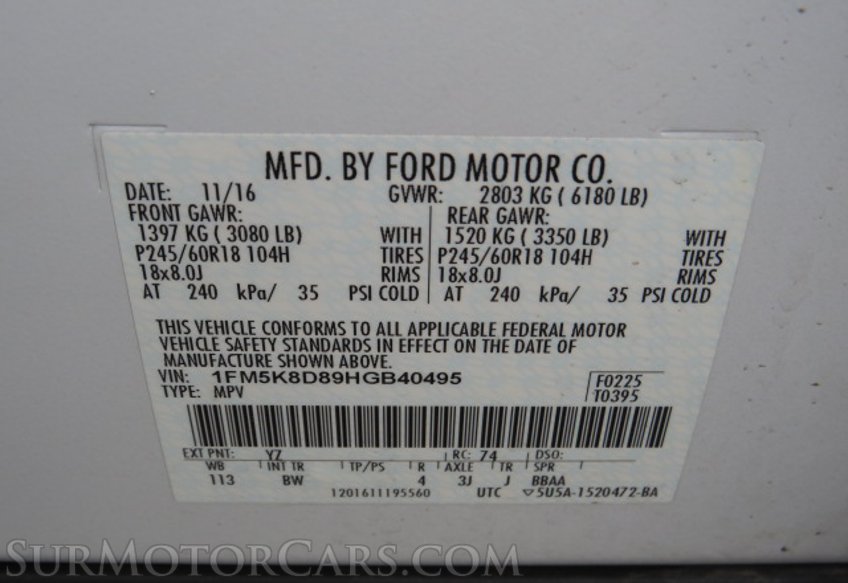 MFD. BY FORD MOTOR CO.
DATE: 11/16 GVWR: 2803 KG ( 6180 LB)
FRONT GAWR: REAR GAWR:
1397 KG ( 3080 LB) WITH 1520 KG ( 3350 LB) WITH
P245/60R18 104H TIRES P245/60R18 104H TIRES
18x8.0J RIMS 18x8.0J RIMS
AT 240 kPa/ 35 PSI COLD AT 240 kPa/ 35 PSI COLD
THIS VEHICLE CONFORMS TO ALL APPLICABLE FEDERAL MOTOR
VEHICLE SAFETY STANDARDS IN EFFECT ON THE DATE OF
MANUFACTURE SHOWN ABOVE.
VIN: 1FM5K8D89HGB40495 F0225
TYPE: MPV T0395
EXT PNT: YZ RC: 74 DSO:
WB INT TR TP/PS R AXLE TR SPR
113 BW 4 3J J BBAA
1201611195560 UTC ▽5U5A-1520472-BA
SurMotorCars.com